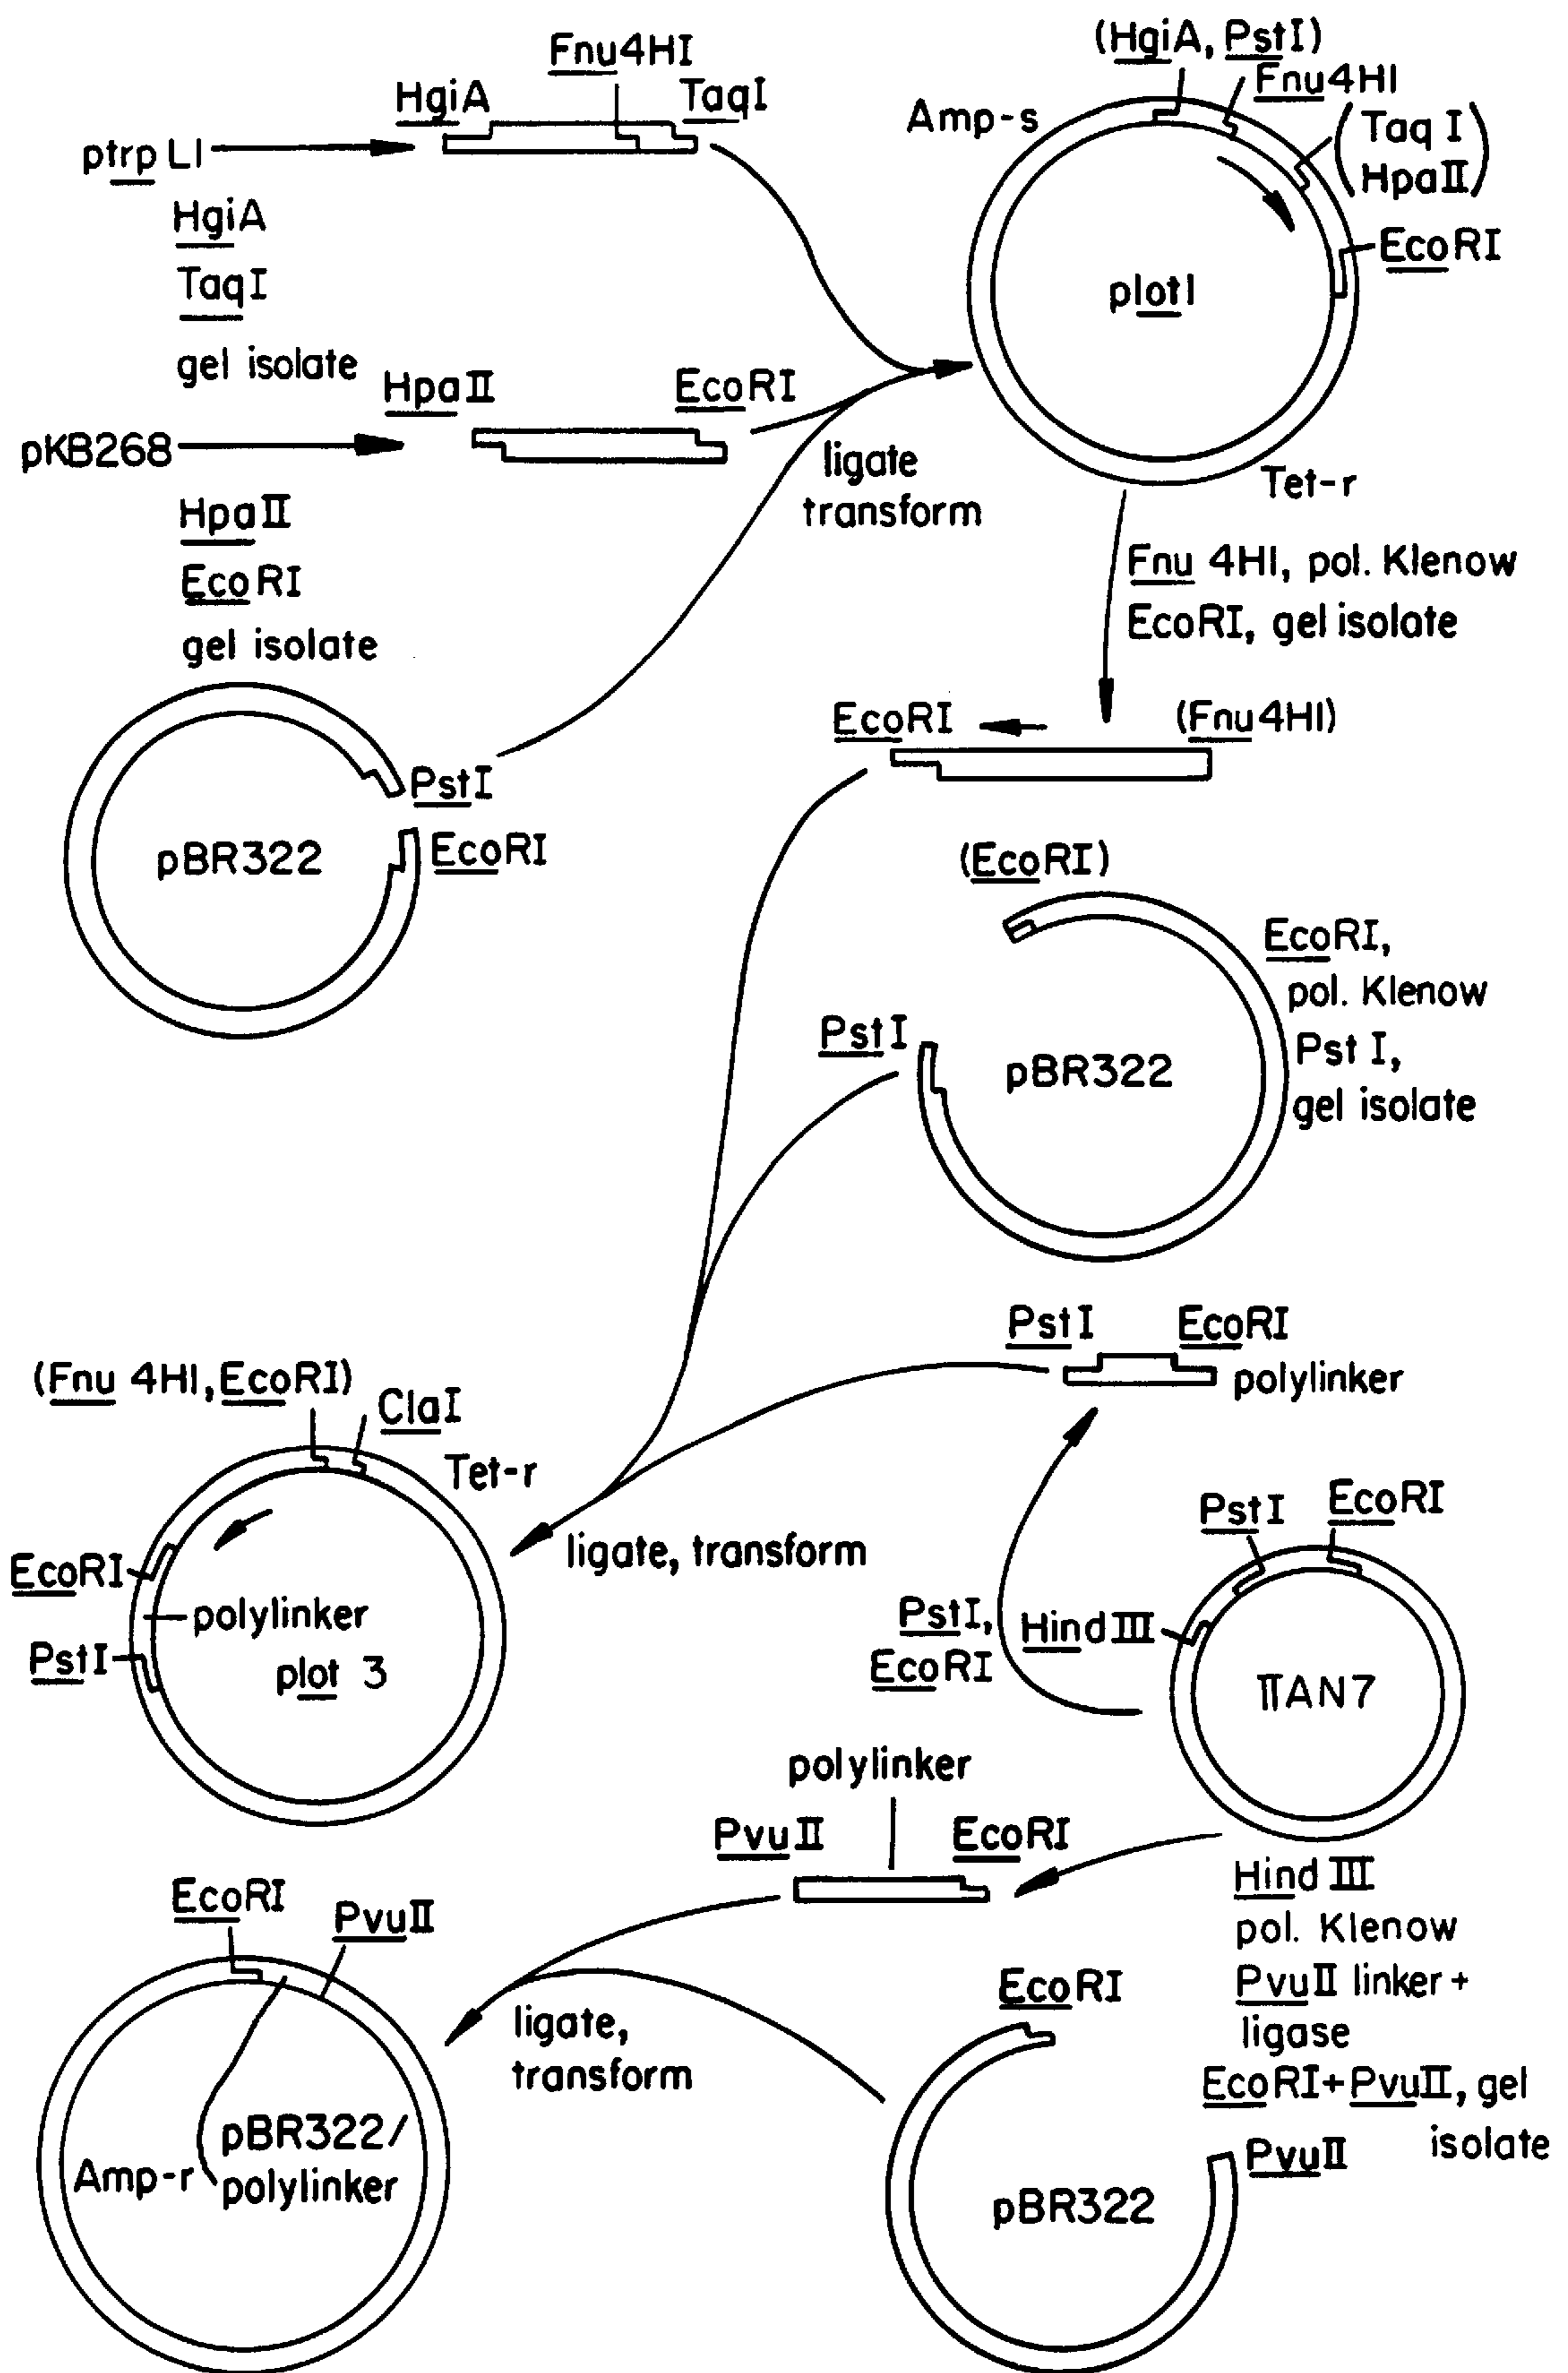 ptrp L1
HgiA
TaqI
gel isolate
HgiA
Fnu4HI
TaqI
pKB268
HpaII
EcoRI
gel isolate
HpaII
EcoRI
pBR322
PstI
EcoRI
ligate
transform
(HgiA, PstI)
Fnu4HI
(Taq I
HpaII)
EcoRI
Amp-s
plot1
Tet-r
Fnu 4HI, pol. Klenow
EcoRI, gel isolate
EcoRI
(Fnu4HI)
(EcoRI)
PstI
pBR322
EcoRI,
pol. Klenow
Pst I,
gel isolate
PstI
EcoRI
polylinker
(Fnu 4HI, EcoRI)
ClaI
Tet-r
EcoRI
polylinker
PstI
plot 3
ligate, transform
PstI,
EcoRI
PstI
EcoRI
Hind III
πAN7
polylinker
PvuII
EcoRI
Hind III
pol. Klenow
PvuII linker +
ligase
EcoRI+PvuII, gel
isolate
EcoRI
PvuII
pBR322
ligate,
transform
EcoRI
PvuII
Amp-r
pBR322/
polylinker